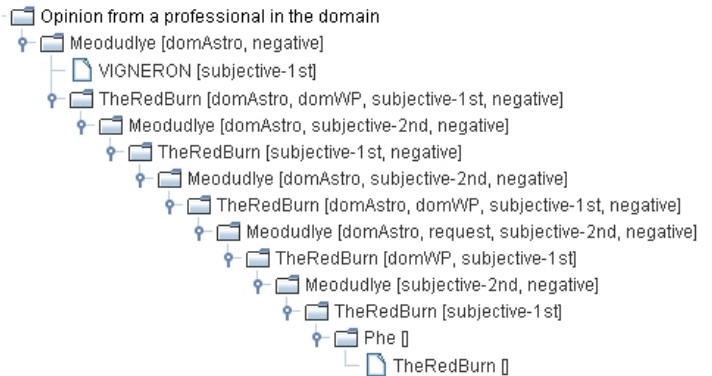 Opinion from a professional in the domain
Meodudlye [domAstro, negative]
VIGNERON [subjective-1st]
TheRedBurn [domAstro, domWP, subjective-1st, negative]
Meodudlye [domAstro, subjective-2nd, negative]
TheRedBurn [subjective-1st, negative]
Meodudlye [domAstro, subjective-2nd, negative]
TheRedBurn [domAstro, domWP, subjective-1st, negative]
Meodudlye [domAstro, request, subjective-2nd, negative]
TheRedBurn [domWP, subjective-1st]
Meodudlye [subjective-2nd, negative]
TheRedBurn [subjective-1st]
Phe []
TheRedBurn []